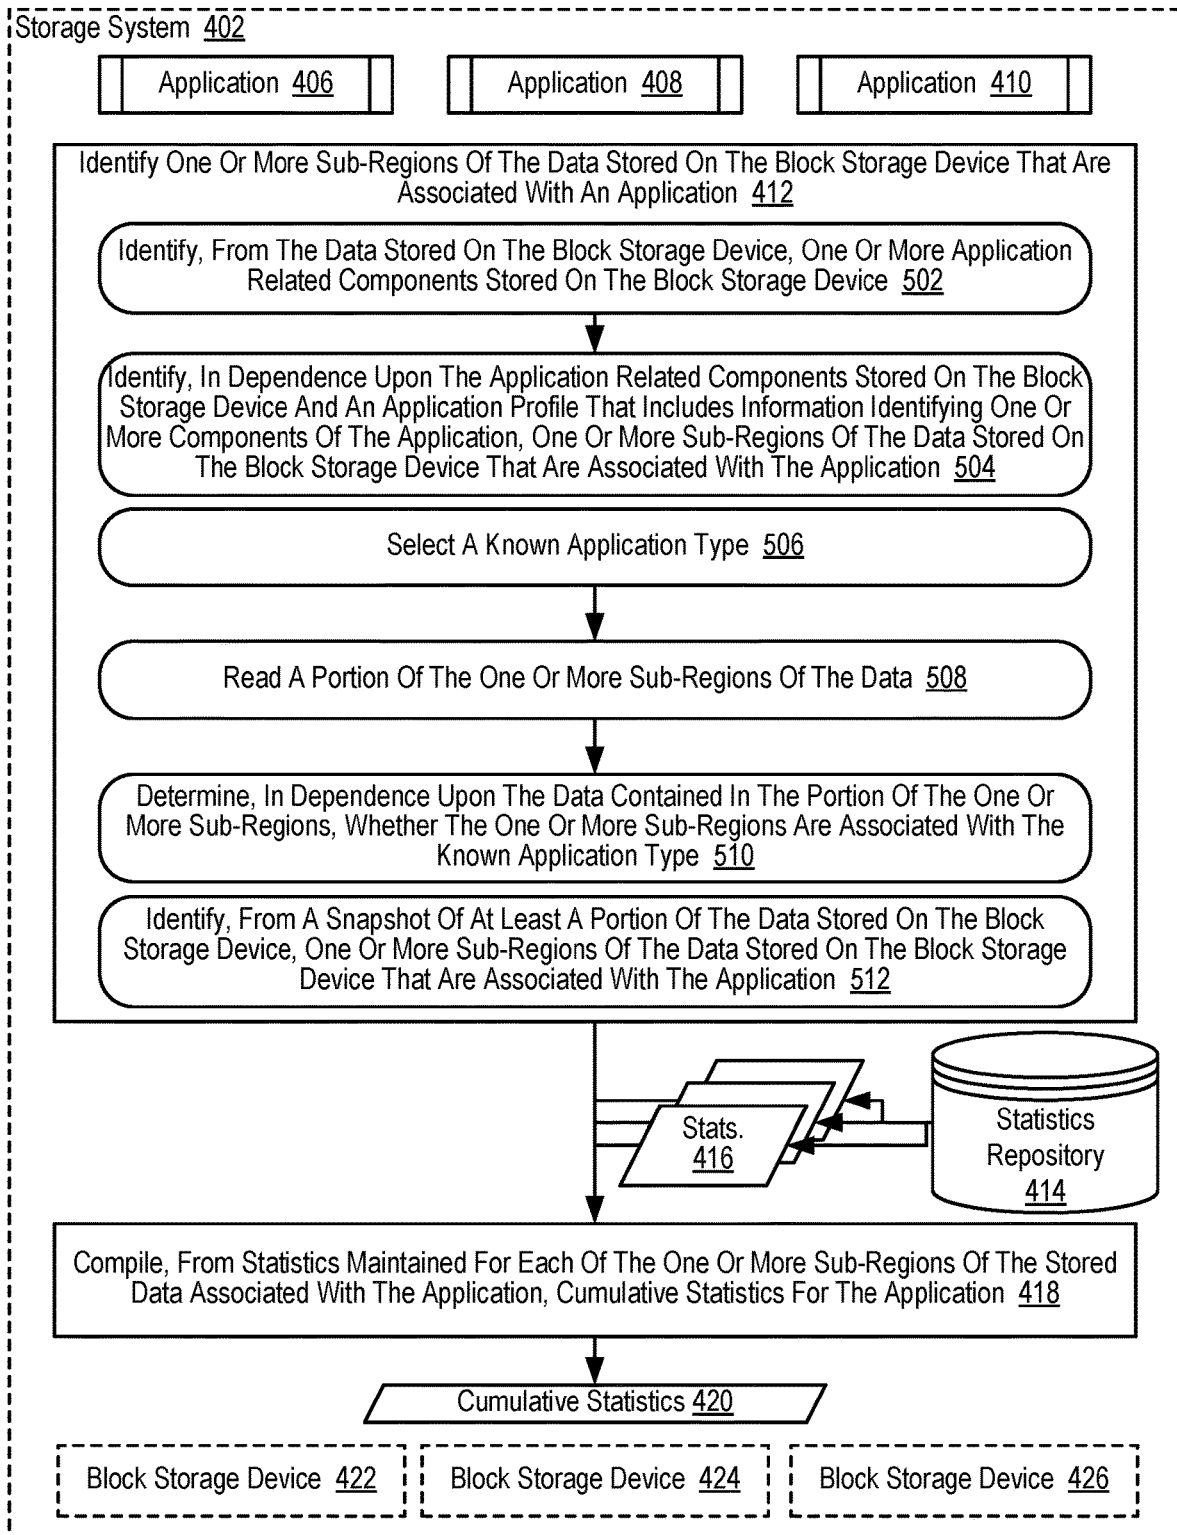 Storage System 402
Application 406
Application 408
Application 410
Identify One Or More Sub-Regions Of The Data Stored On The Block Storage Device That Are
Associated With An Application 412
Identify, From The Data Stored On The Block Storage Device, One Or More Application
Related Components Stored On The Block Storage Device 502
Identify, In Dependence Upon The Application Related Components Stored On The Block
Storage Device And An Application Profile That Includes Information Identifying One Or
More Components Of The Application, One Or More Sub-Regions Of The Data Stored On
The Block Storage Device That Are Associated With The Application 504
Select A Known Application Type 506
Read A Portion Of The One Or More Sub-Regions Of The Data 508
Determine, In Dependence Upon The Data Contained In The Portion Of The One Or
More Sub-Regions, Whether The One Or More Sub-Regions Are Associated With The
Known Application Type 510
Identify, From A Snapshot Of At Least A Portion Of The Data Stored On The Block
Storage Device, One Or More Sub-Regions Of The Data Stored On The Block Storage
Device That Are Associated With The Application 512
Stats.
416
Statistics
Repository
414
Compile, From Statistics Maintained For Each Of The One Or More Sub-Regions Of The Stored
Data Associated With The Application, Cumulative Statistics For The Application 418
Cumulative Statistics 420
Block Storage Device 422
Block Storage Device 424
Block Storage Device 426